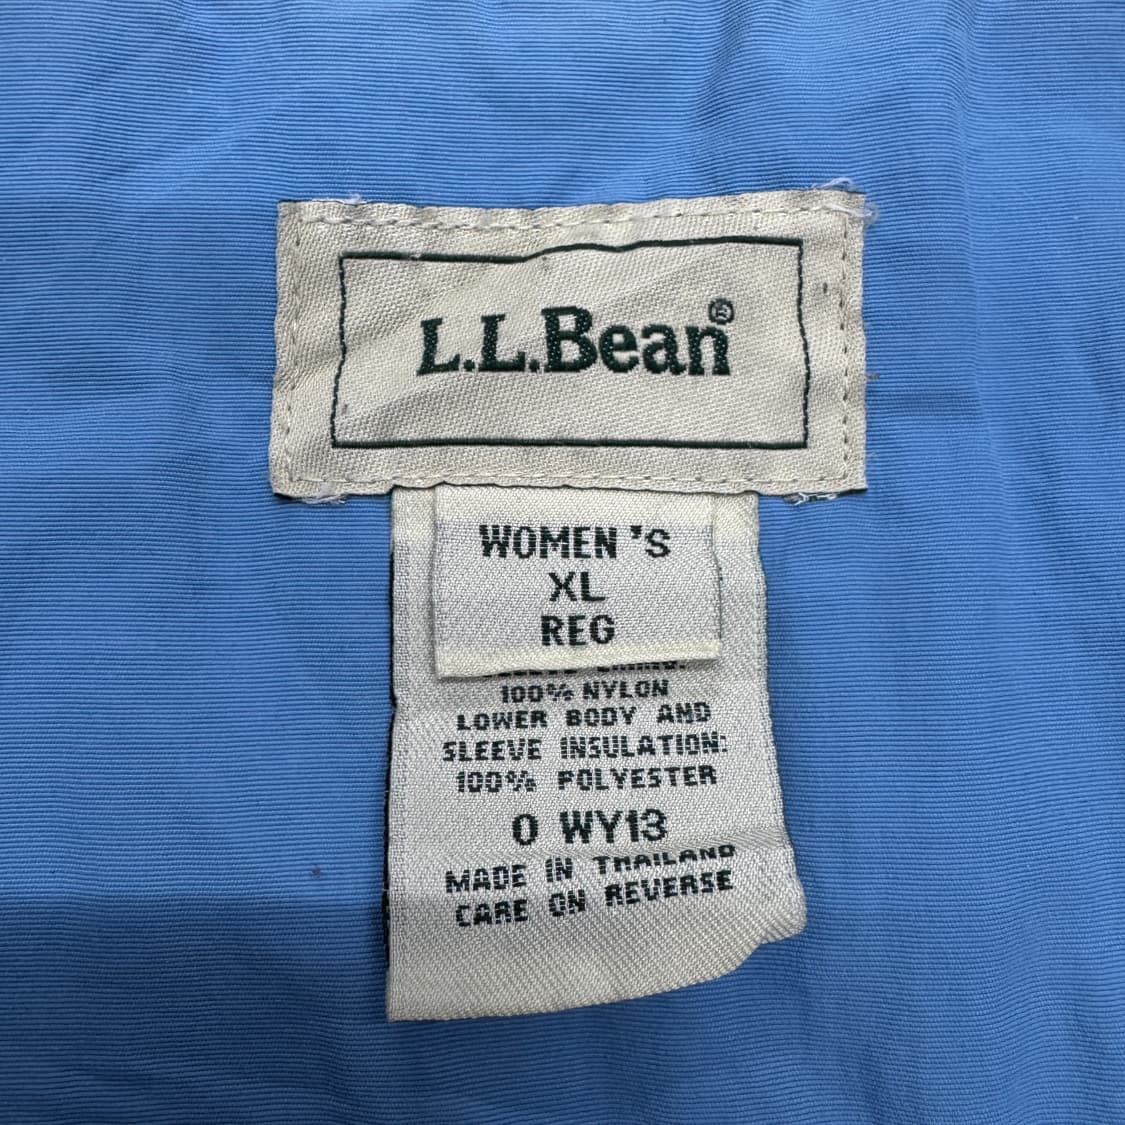 L.L.Bean®
WOMEN'S
XL
REG
100% NYLON
LOWER BODY AND
SLEEVE INSULATION:
100% POLYESTER
0 WY13
MADE IN THAILAND
CARE ON REVERSE